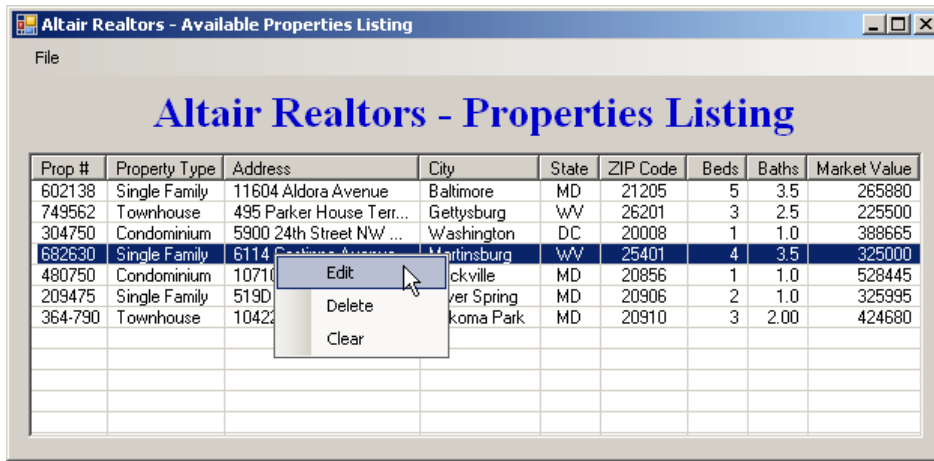 Altair Realtors - Available Properties Listing
File
Altair Realtors - Properties Listing
Prop # Property Type Address City State ZIP Code Beds Baths Market Value
602138 Single Family 11604 Aldora Avenue Baltimore MD 21205 5 3.5 265880
749562 Townhouse 495 Parker House Terr... Gettysburg WV 26201 3 2.5 225500
304750 Condominium 5900 24th Street NW ... Washington DC 20008 1 1.0 388665
682630 Single Family 6114 WV 25401 4 3.5 325000
480750 Condominium MD 20856 1 1.0 528445
209475 Single Family 519D Spring MD 20906 2 1.0 325995
364-790 Townhouse Park MD 20910 3 2.00 424680
Edit
Delete
Clear